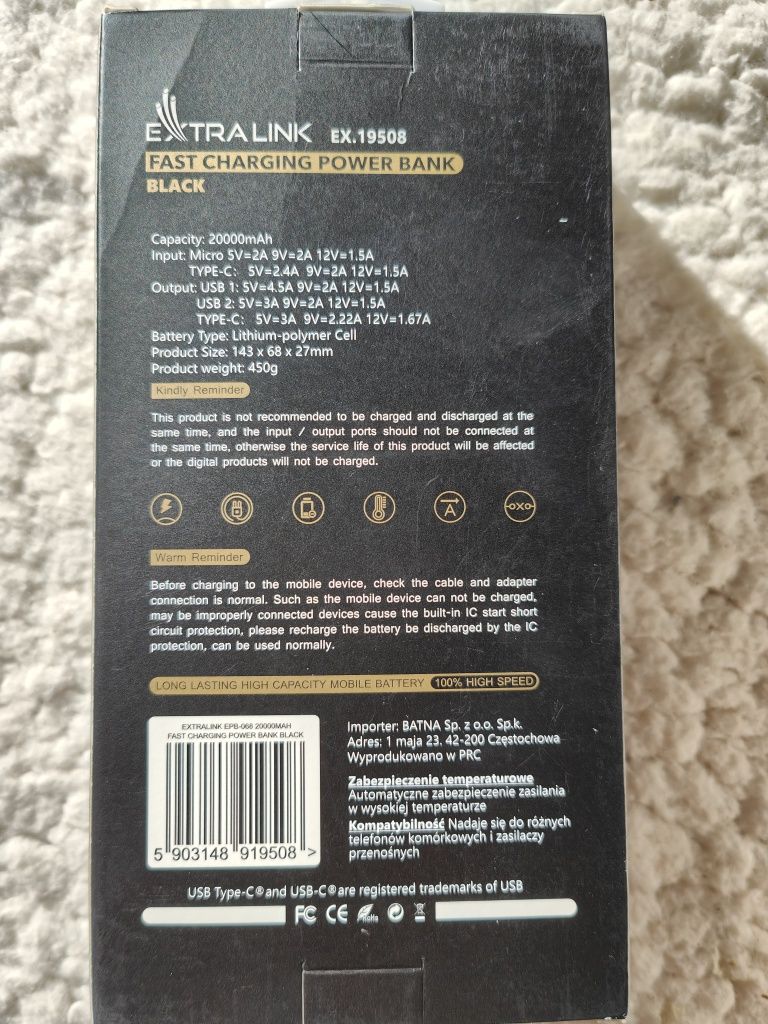 EXTRALINK EX.19508
FAST CHARGING POWER BANK
BLACK
Capacity: 20000mAh
Input: Micro 5V=2A 9V=2A 12V=1.5A
TYPE-C: 5V=2.4A 9V=2A 12V=1.5A
Output: USB 1: 5V=4.5A 9V=2A 12V=1.5A
USB 2: 5V=3A 9V=2A 12V=1.5A
TYPE-C: 5V=3A 9V=2.22A 12V=1.67A
Battery Type: Lithium-polymer Cell
Product Size: 143 x 68 x 27mm
Product weight: 450g
Kindly Reminder
This product is not recommended to be charged and discharged at the
same time, and the input / output ports should not be connected at
the same time, otherwise the service life of this product will be affected
or the digital products will not be charged.
A
oxo
Warm Reminder
Before charging to the mobile device, check the cable and adapter
connection is normal. Such as the mobile device can not be charged,
may be improperly connected devices cause the built-in IC start short
circuit protection, please recharge the battery be discharged by the IC
protection, can be used normally.
LONG LASTING HIGH CAPACITY MOBILE BATTERY 100% HIGH SPEED
EXTRALINK EPB-068 20000MAH
FAST CHARGING POWER BANK BLACK
5 903148 919508 >
Importer: BATNA Sp. z o.o. Sp.k.
Adres: 1 maja 23. 42-200 Częstochowa
Wyprodukowano w PRC
Zabezpieczenie temperaturowe
Automatyczne zabezpieczenie zasilania
w wysokiej temperaturze
Kompatybilność Nadaje się do różnych
telefonów komórkowych i zasilaczy
przenośnych
USB Type-C® and USB-C® are registered trademarks of USB
FC CE RoHS